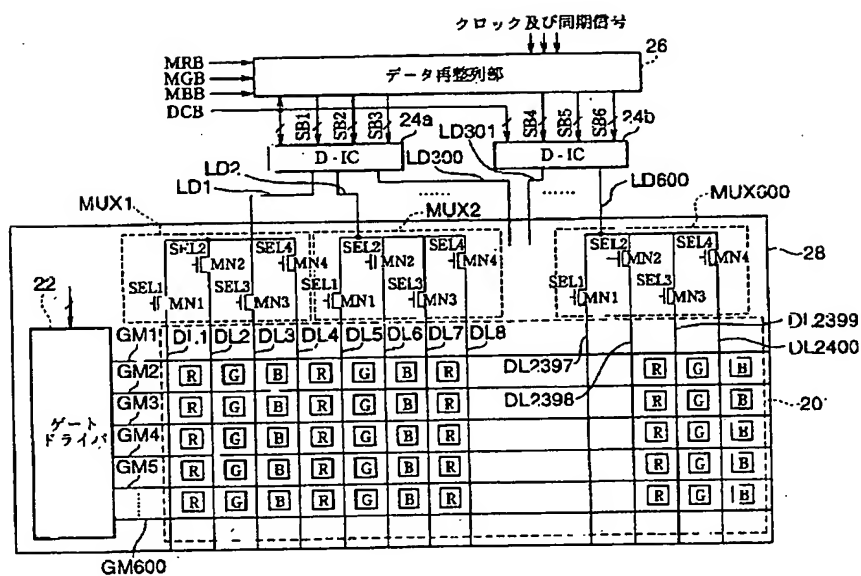 クロック及び同期信号
26
MRB
MGB
MBB
DCB
データ再整列部
SB1
SB2
SB3
SB4
SB5
SB6
24a
24b
D-IC
D-IC
LD1
LD2
LD300
LD301
LD600
......
......
MUX1
MUX2
MUX600
28
SEL2
SEL4
SEL2
SEL4
SEL2
SEL4
MN2
MN4
MN2
MN2
MN4
SEL1
SEL3
SEL1
SEL3
SEL1
SEL3
MN1
MN3
MN1
MN3
MN1
MN3
22
GM1
DL1
DL2
DL3
DL4
DL5
DL6
DL7
DL8
DL2397
DL2398
DL2399
DL2400
GM2
R G B R G B R R G B
GM3
R G B R G B R R G B
20
ゲート
ドライバ
GM4
R G B R G B R R G B
GM5
R G B R G B R R G B
R G B R G B R R G B
GM600